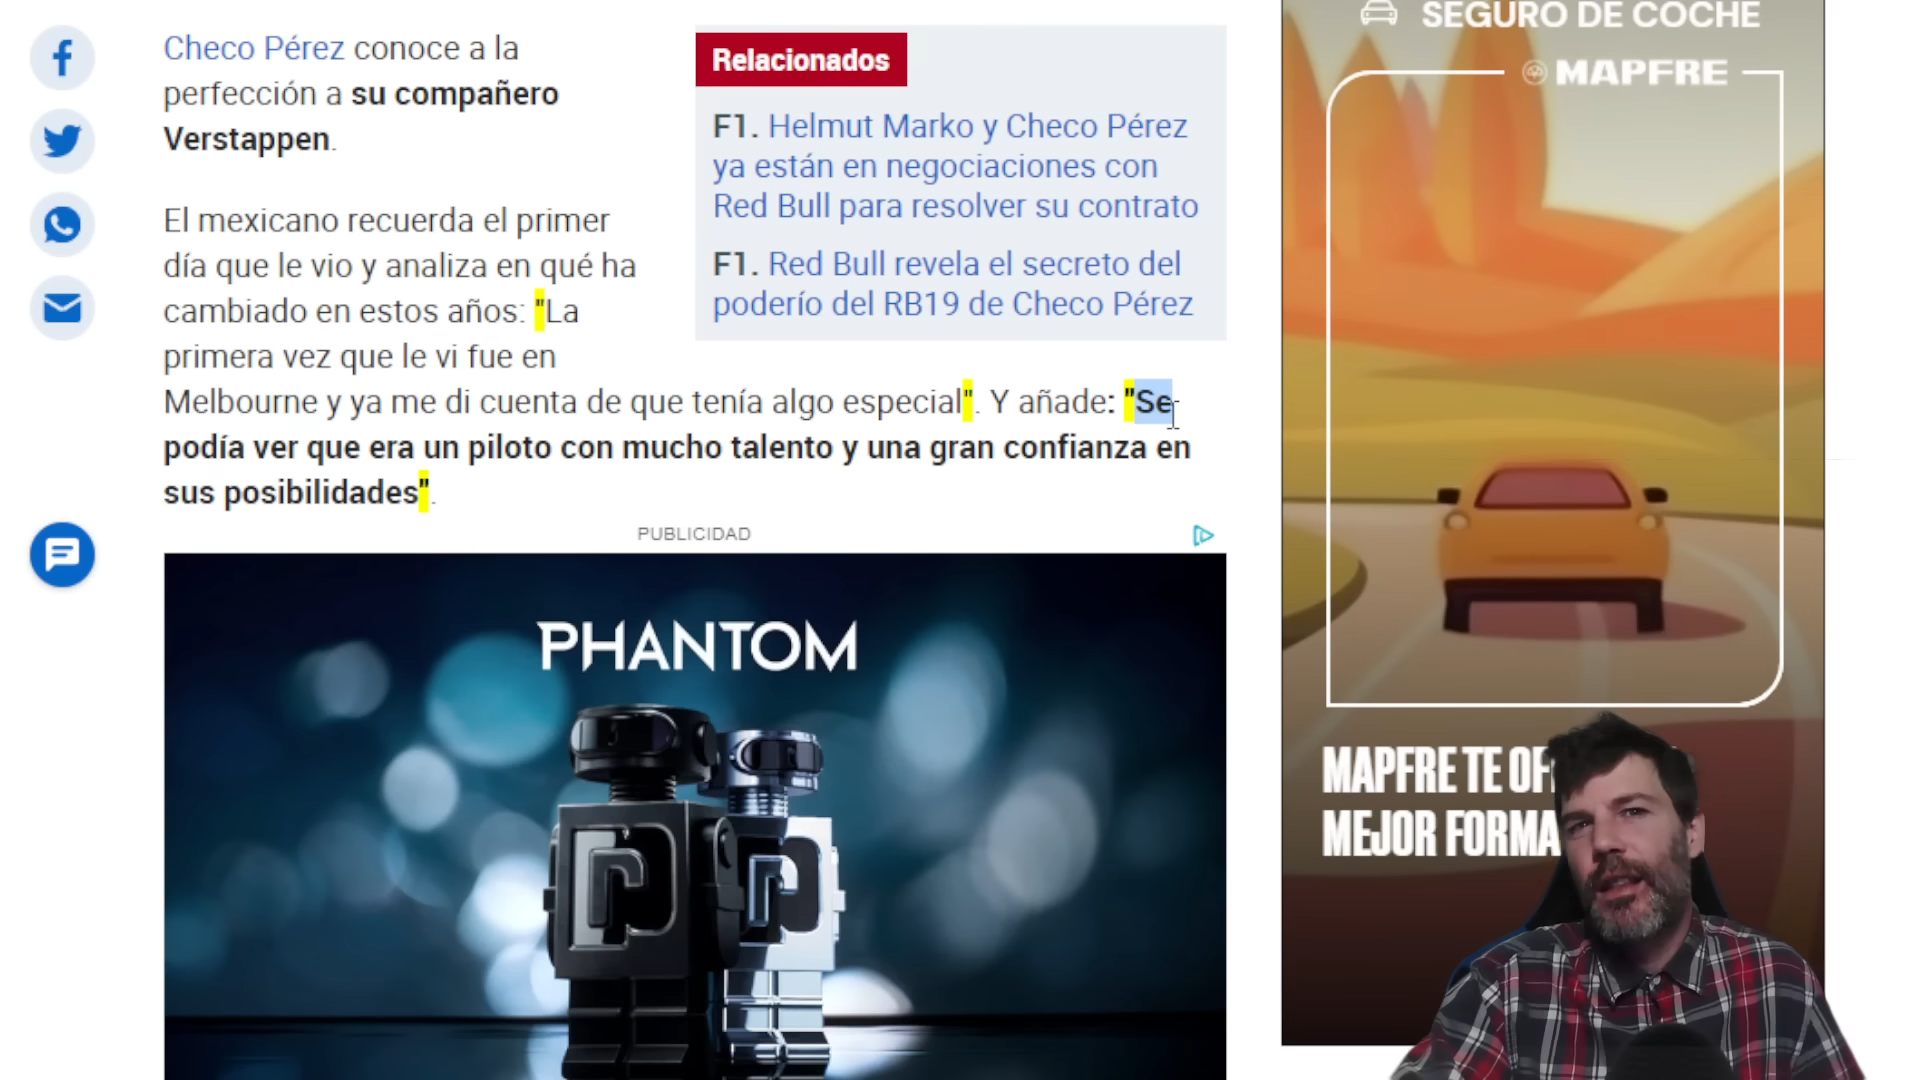 Checo Pérez conoce a la
perfección a su compañero
Verstappen.
El mexicano recuerda el primer
día que le vio y analiza en qué ha
cambiado en estos años: "La
primera vez que le vi fue en
Melbourne y ya me di cuenta de que tenía algo especial". Y añade: "Se
podía ver que era un piloto con mucho talento y una gran confianza en
sus posibilidades".
Relacionados
F1. Helmut Marko y Checo Pérez
ya están en negociaciones con
Red Bull para resolver su contrato
F1. Red Bull revela el secreto del
poderío del RB19 de Checo Pérez
PUBLICIDAD
PHANTOM
SEGURO DE COCHE
MAPFRE
MAPFRE TE
MEJOR FORMA